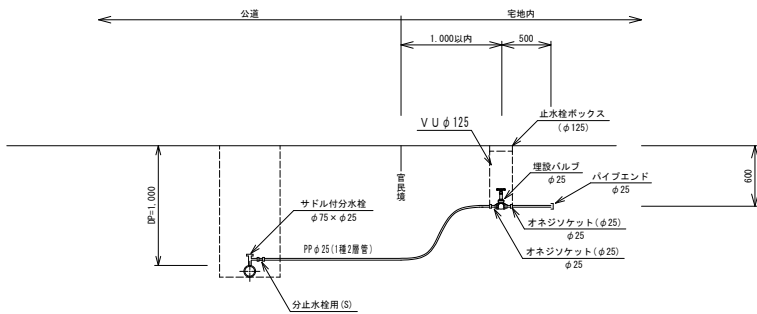 公道
宅地内
1.000以内
500
ＶＵφ125
止水栓ボックス
(φ125)
埋設バルブ
φ25
パイプエンド
φ25
600
官民境
DP=1,000
サドル付分水栓
φ75×φ25
オネジソケット(φ25)
φ25
PPφ25(1種2層管)
オネジソケット(φ25)
φ25
分止水栓用(S)